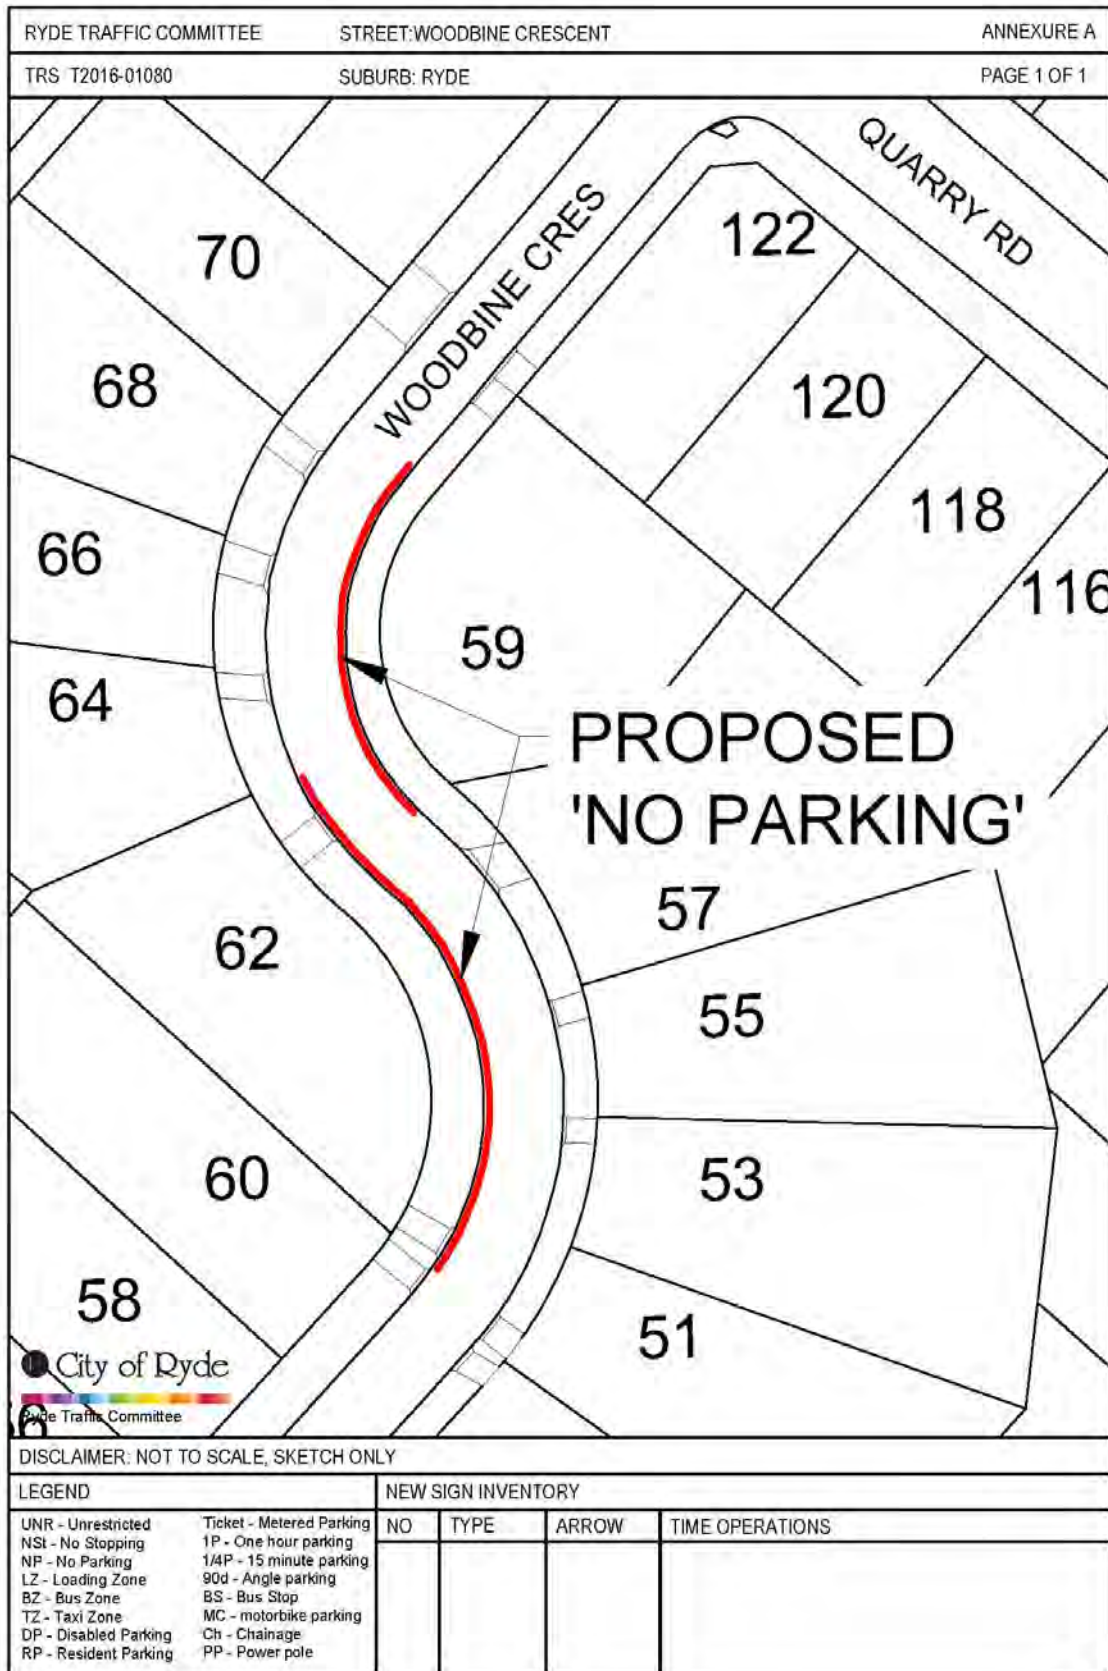 RYDE TRAFFIC COMMITTEE STREET:WOODBINE CRESCENT ANNEXURE A
TRS T2016-01080 SUBURB: RYDE PAGE 1 OF 1
QUARRY RD
WOODBINE CRES
122
70
120
68
118
66
116
59
64
PROPOSED
'NO PARKING'
57
62
55
60
53
58
51
City of Ryde
Ryde Traffic Committee
DISCLAIMER: NOT TO SCALE, SKETCH ONLY
LEGEND
UNR - Unrestricted
NSt - No Stopping
NP - No Parking
LZ - Loading Zone
BZ - Bus Zone
TZ - Taxi Zone
DP - Disabled Parking
RP - Resident Parking
Ticket - Metered Parking
1P - One hour parking
1/4P - 15 minute parking
90d - Angle parking
BS - Bus Stop
MC - motorbike parking
Ch - Chainage
PP - Power pole
NEW SIGN INVENTORY
NO TYPE ARROW TIME OPERATIONS